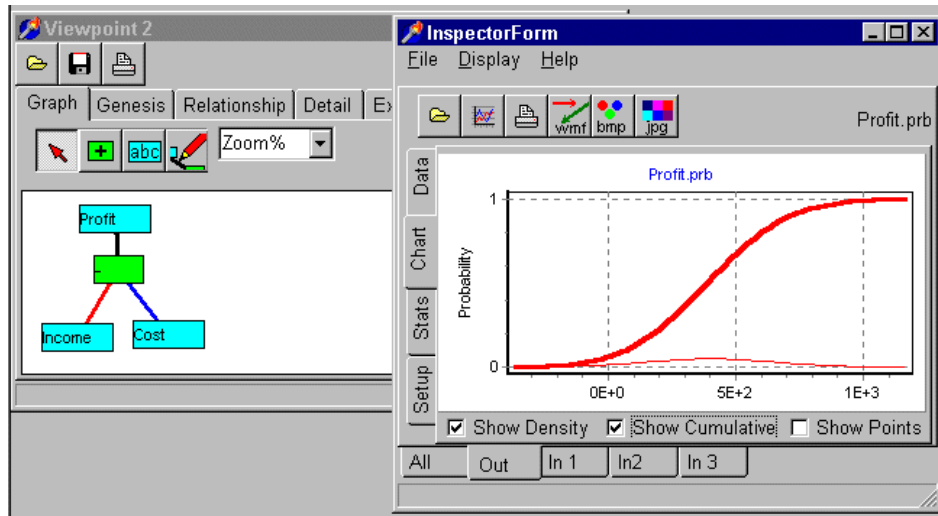 Viewpoint 2
Graph Genesis Relationship Detail Ex
abc Zoom%
Profit
-
Income Cost
InspectorForm
File Display Help
wmf bmp jpg Profit.prb
Data
Chart
Stats
Setup
Profit.prb
Probability
1
0
0E+0 5E+2 1E+3
Show Density Show Cumulative Show Points
All Out In 1 In2 In 3